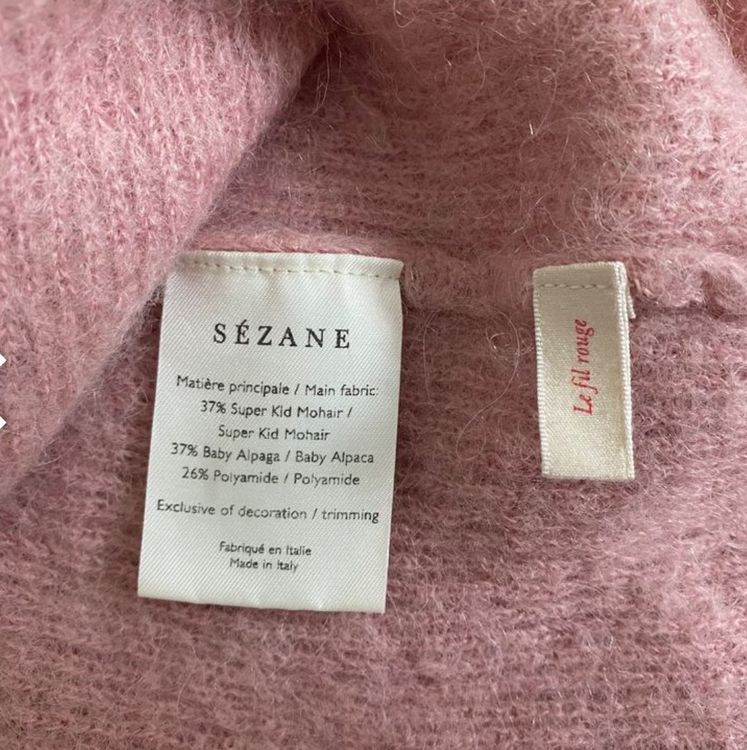 SÉZANE
Matière principale / Main fabric:
37% Super Kid Mohair /
Super Kid Mohair
37% Baby Alpaga / Baby Alpaca
26% Polyamide / Polyamide
Exclusive of decoration / trimming
Fabriqué en Italie
Made in Italy
Le fil rouge